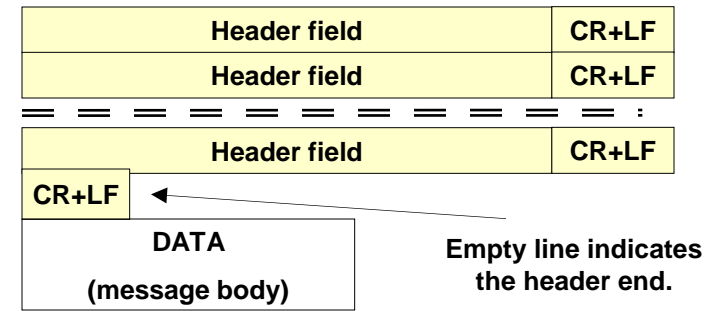 Header field CR+LF
Header field CR+LF
Header field CR+LF
CR+LF
DATA
(message body)
Empty line indicates
the header end.